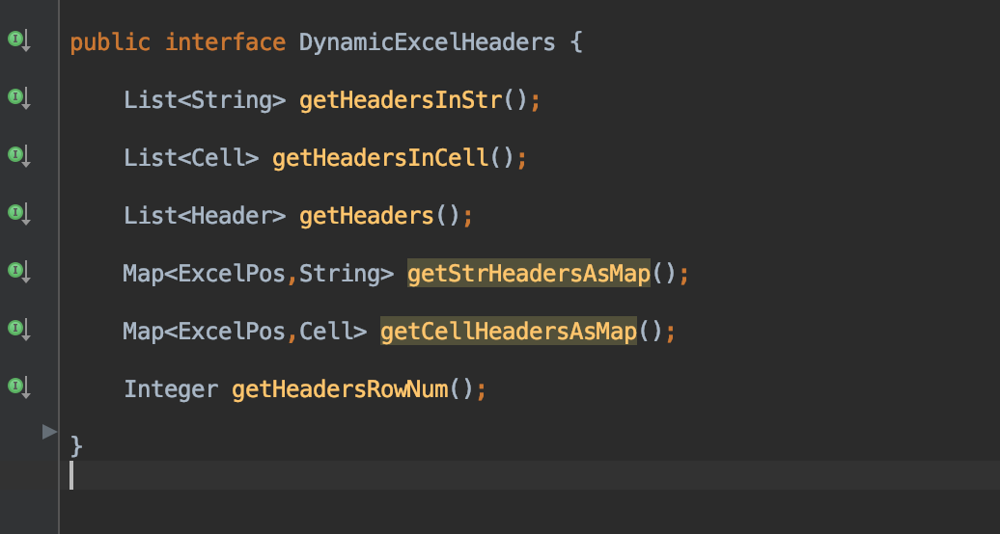 public interface DynamicExcelHeaders {
List<String> getHeadersInStr();
List<Cell> getHeadersInCell();
List<Header> getHeaders();
Map<ExcelPos,String> getStrHeadersAsMap();
Map<ExcelPos,Cell> getCellHeadersAsMap();
Integer getHeadersRowNum();
}